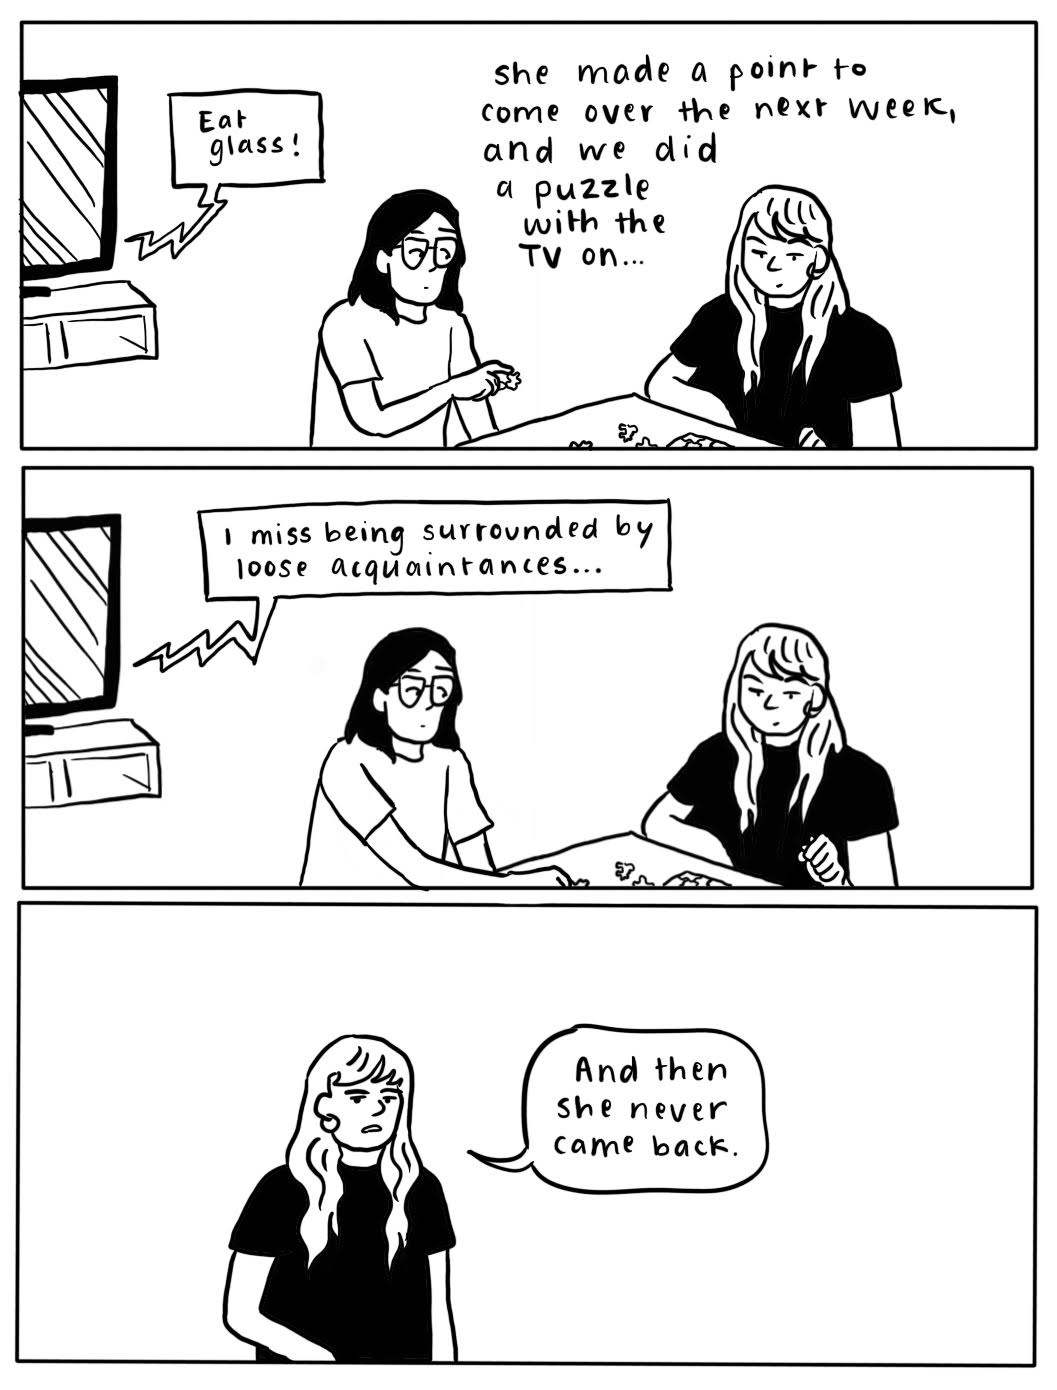 Eat
glass!
she made a point to
come over the next week,
and we did
a puzzle
with the
TV on...
I miss being surrounded by
loose acquaintances...
And then
she never
came back.